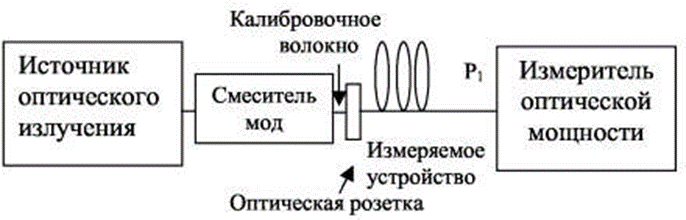 Источник
оптического
излучения
Смеситель
мод
Калибровочное
волокно
P₁
Измеритель
оптической
мощности
Измеряемое
устройство
Оптическая розетка